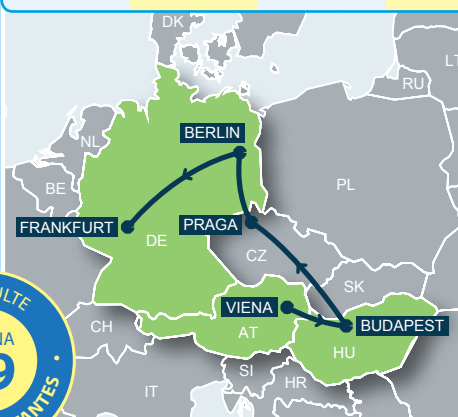 DK
LT
RU
NL
BERLIN
BE
PL
FRANKFURT
DE
PRAGA
CZ
SK
VIENA
BUDAPEST
CH
AT
HU
SI
HR
IT
9